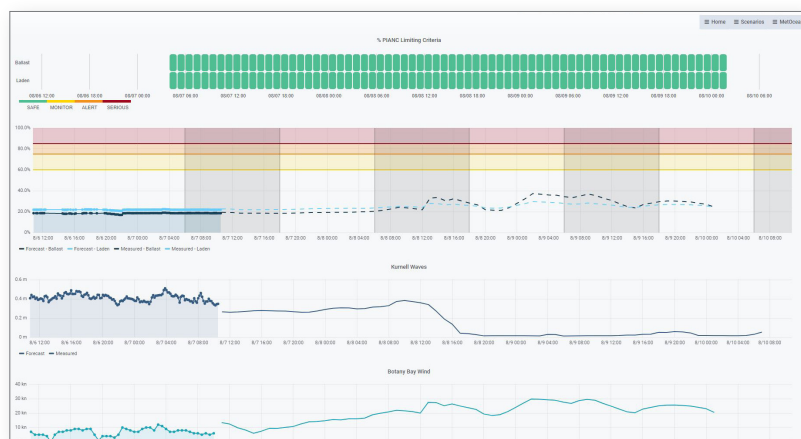 Home Scenarios MetOcea
% PIANC Limiting Criteria
Ballast
Laden
08/06 12:00 08/06 18:00 08/07 00:00 08/07 06:00 08/07 12:00 08/07 18:00 08/08 00:00 08/08 06:00 08/08 12:00 08/08 18:00 08/09 00:00 08/09 06:00 08/09 12:00 08/09 18:00 08/10 00:00 08/10 06:00
SAFE MONITOR ALERT SERIOUS
100.0%
80.0%
60.0%
40.0%
20.0%
0%
8/6 12:00 8/6 16:00 8/6 20:00 8/7 00:00 8/7 04:00 8/7 08:00 8/7 12:00 8/7 16:00 8/7 20:00 8/8 00:00 8/8 04:00 8/8 08:00 8/8 12:00 8/8 16:00 8/8 20:00 8/9 00:00 8/9 04:00 8/9 08:00 8/9 12:00 8/9 16:00 8/9 20:00 8/10 00:00 8/10 04:00 8/10 08:00
Forecast - Ballast Forecast - Laden Measured - Ballast Measured - Laden
Kurnell Waves
0.6 m
0.4 m
0.2 m
0 m
8/6 12:00 8/6 16:00 8/6 20:00 8/7 00:00 8/7 04:00 8/7 08:00 8/7 12:00 8/7 16:00 8/7 20:00 8/8 00:00 8/8 04:00 8/8 08:00 8/8 12:00 8/8 16:00 8/8 20:00 8/9 00:00 8/9 04:00 8/9 08:00 8/9 12:00 8/9 16:00 8/9 20:00 8/10 00:00 8/10 04:00 8/10 08:00
Forecast Measured
Botany Bay Wind
40 kn
30 kn
20 kn
10 kn